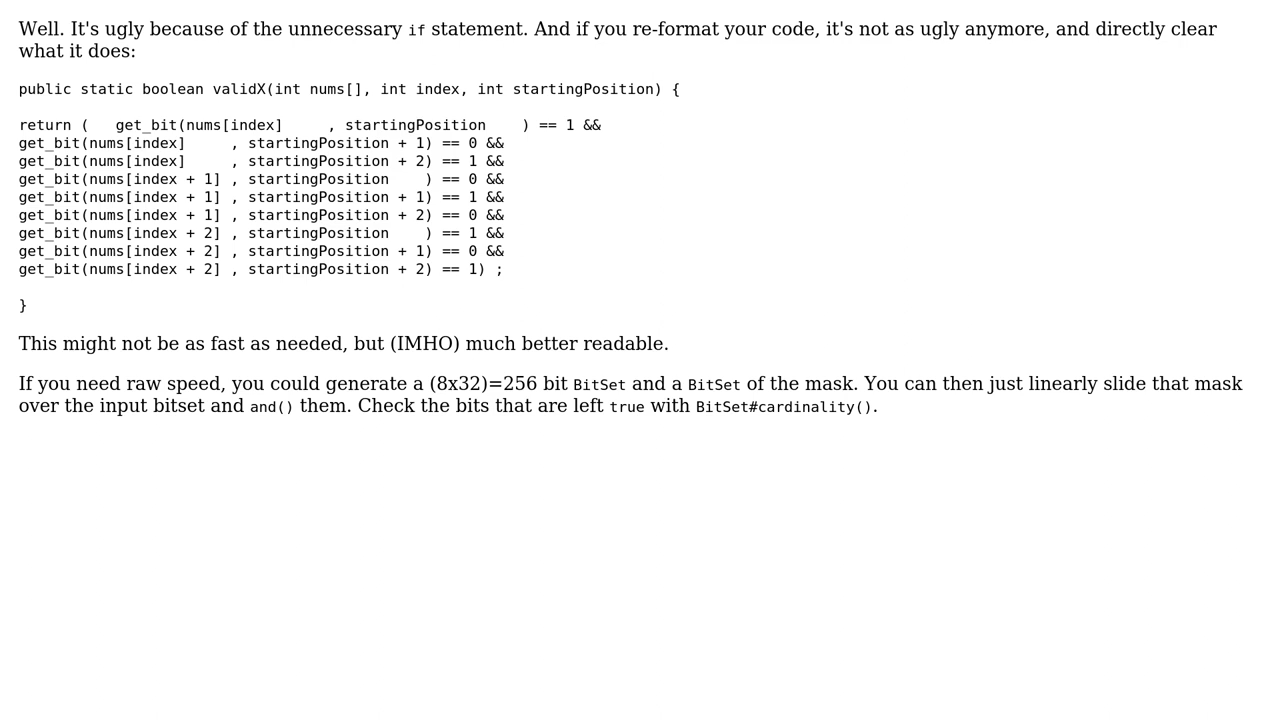 Well. It's ugly because of the unnecessary if statement. And if you re-format your code, it's not as ugly anymore, and directly clear
what it does:
public static boolean validX(int nums[], int index, int startingPosition) {
return (   get_bit(nums[index]     , startingPosition    ) == 1 &&
get_bit(nums[index]     , startingPosition + 1) == 0 &&
get_bit(nums[index]     , startingPosition + 2) == 1 &&
get_bit(nums[index + 1] , startingPosition    ) == 0 &&
get_bit(nums[index + 1] , startingPosition + 1) == 1 &&
get_bit(nums[index + 1] , startingPosition + 2) == 0 &&
get_bit(nums[index + 2] , startingPosition    ) == 1 &&
get_bit(nums[index + 2] , startingPosition + 1) == 0 &&
get_bit(nums[index + 2] , startingPosition + 2) == 1) ;
}
This might not be as fast as needed, but (IMHO) much better readable.
If you need raw speed, you could generate a (8x32)=256 bit BitSet and a BitSet of the mask. You can then just linearly slide that mask
over the input bitset and and() them. Check the bits that are left true with BitSet#cardinality().